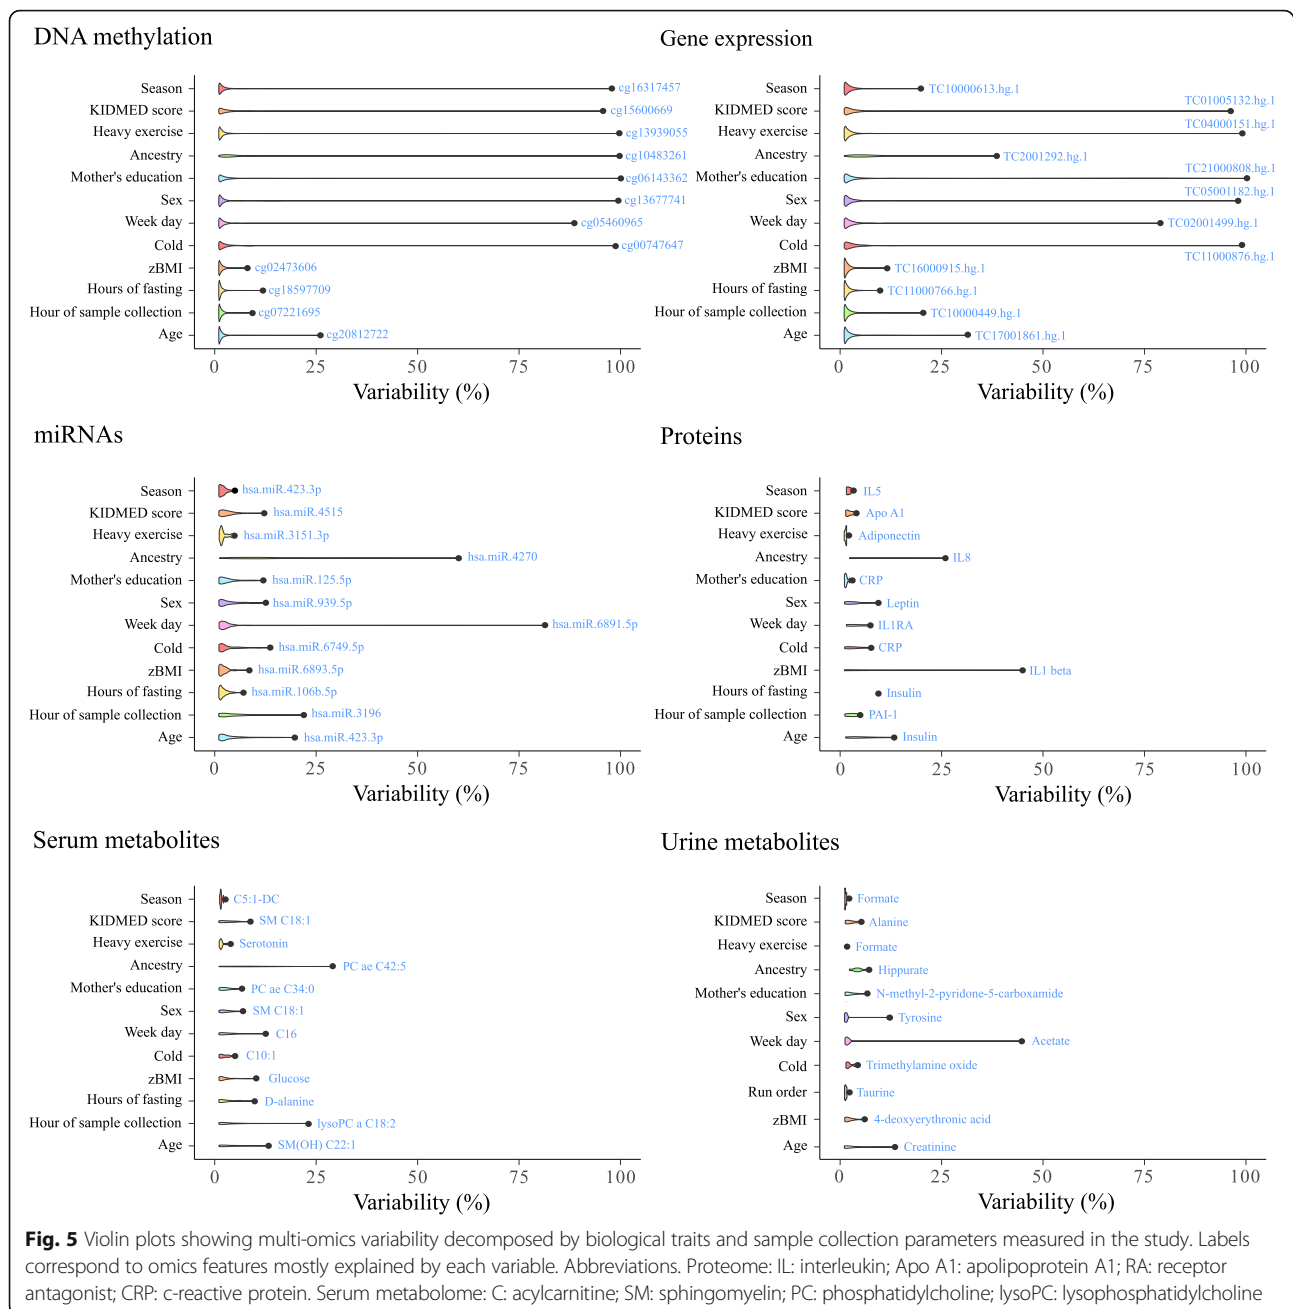 DNA methylation
Season
cg16317457
KIDMED score
cg15600669
Heavy exercise
cg13939055
Ancestry
cg10483261
Mother's education
cg06143362
Sex
cg13677741
Week day
cg05460965
Cold
cg00747647
zBMI
cg02473606
Hours of fasting
cg18597709
Hour of sample collection
cg07221695
Age
cg20812722
0 25 50 75 100
Variability (%)
Gene expression
Season
TC10000613.hg.1
KIDMED score
TC01005132.hg.1
Heavy exercise
TC04000151.hg.1
Ancestry
TC2001292.hg.1
Mother's education
TC21000808.hg.1
Sex
TC05001182.hg.1
Week day
TC02001499.hg.1
Cold
TC11000876.hg.1
zBMI
TC16000915.hg.1
Hours of fasting
TC11000766.hg.1
Hour of sample collection
TC10000449.hg.1
Age
TC17001861.hg.1
0 25 50 75 100
Variability (%)
miRNAs
Season
hsa.miR.423.3p
KIDMED score
hsa.miR.4515
Heavy exercise
hsa.miR.3151.3p
Ancestry
hsa.miR.4270
Mother's education
hsa.miR.125.5p
Sex
hsa.miR.939.5p
Week day
hsa.miR.6891.5p
Cold
hsa.miR.6749.5p
zBMI
hsa.miR.6893.5p
Hours of fasting
hsa.miR.106b.5p
Hour of sample collection
hsa.miR.3196
Age
hsa.miR.423.3p
0 25 50 75 100
Variability (%)
Proteins
Season
IL5
KIDMED score
Apo A1
Heavy exercise
Adiponectin
Ancestry
IL8
Mother's education
CRP
Sex
Leptin
Week day
IL1RA
Cold
CRP
zBMI
IL1 beta
Hours of fasting
Insulin
Hour of sample collection
PAI-1
Age
Insulin
0 25 50 75 100
Variability (%)
Serum metabolites
Season
C5:1-DC
KIDMED score
SM C18:1
Heavy exercise
Serotonin
Ancestry
PC ae C42:5
Mother's education
PC ae C34:0
Sex
SM C18:1
Week day
C16
Cold
C10:1
zBMI
Glucose
Hours of fasting
D-alanine
Hour of sample collection
lysoPC a C18:2
Age
SM(OH) C22:1
0 25 50 75 100
Variability (%)
Urine metabolites
Season
Formate
KIDMED score
Alanine
Heavy exercise
Formate
Ancestry
Hippurate
Mother's education
N-methyl-2-pyridone-5-carboxamide
Sex
Tyrosine
Week day
Acetate
Cold
Trimethylamine oxide
Run order
Taurine
zBMI
4-deoxyerythronic acid
Age
Creatinine
0 25 50 75 100
Variability (%)
Fig. 5 Violin plots showing multi-omics variability decomposed by biological traits and sample collection parameters measured in the study. Labels
correspond to omics features mostly explained by each variable. Abbreviations. Proteome: IL: interleukin; Apo A1: apolipoprotein A1; RA: receptor
antagonist; CRP: c-reactive protein. Serum metabolome: C: acylcarnitine; SM: sphingomyelin; PC: phosphatidylcholine; lysoPC: lysophosphatidylcholine